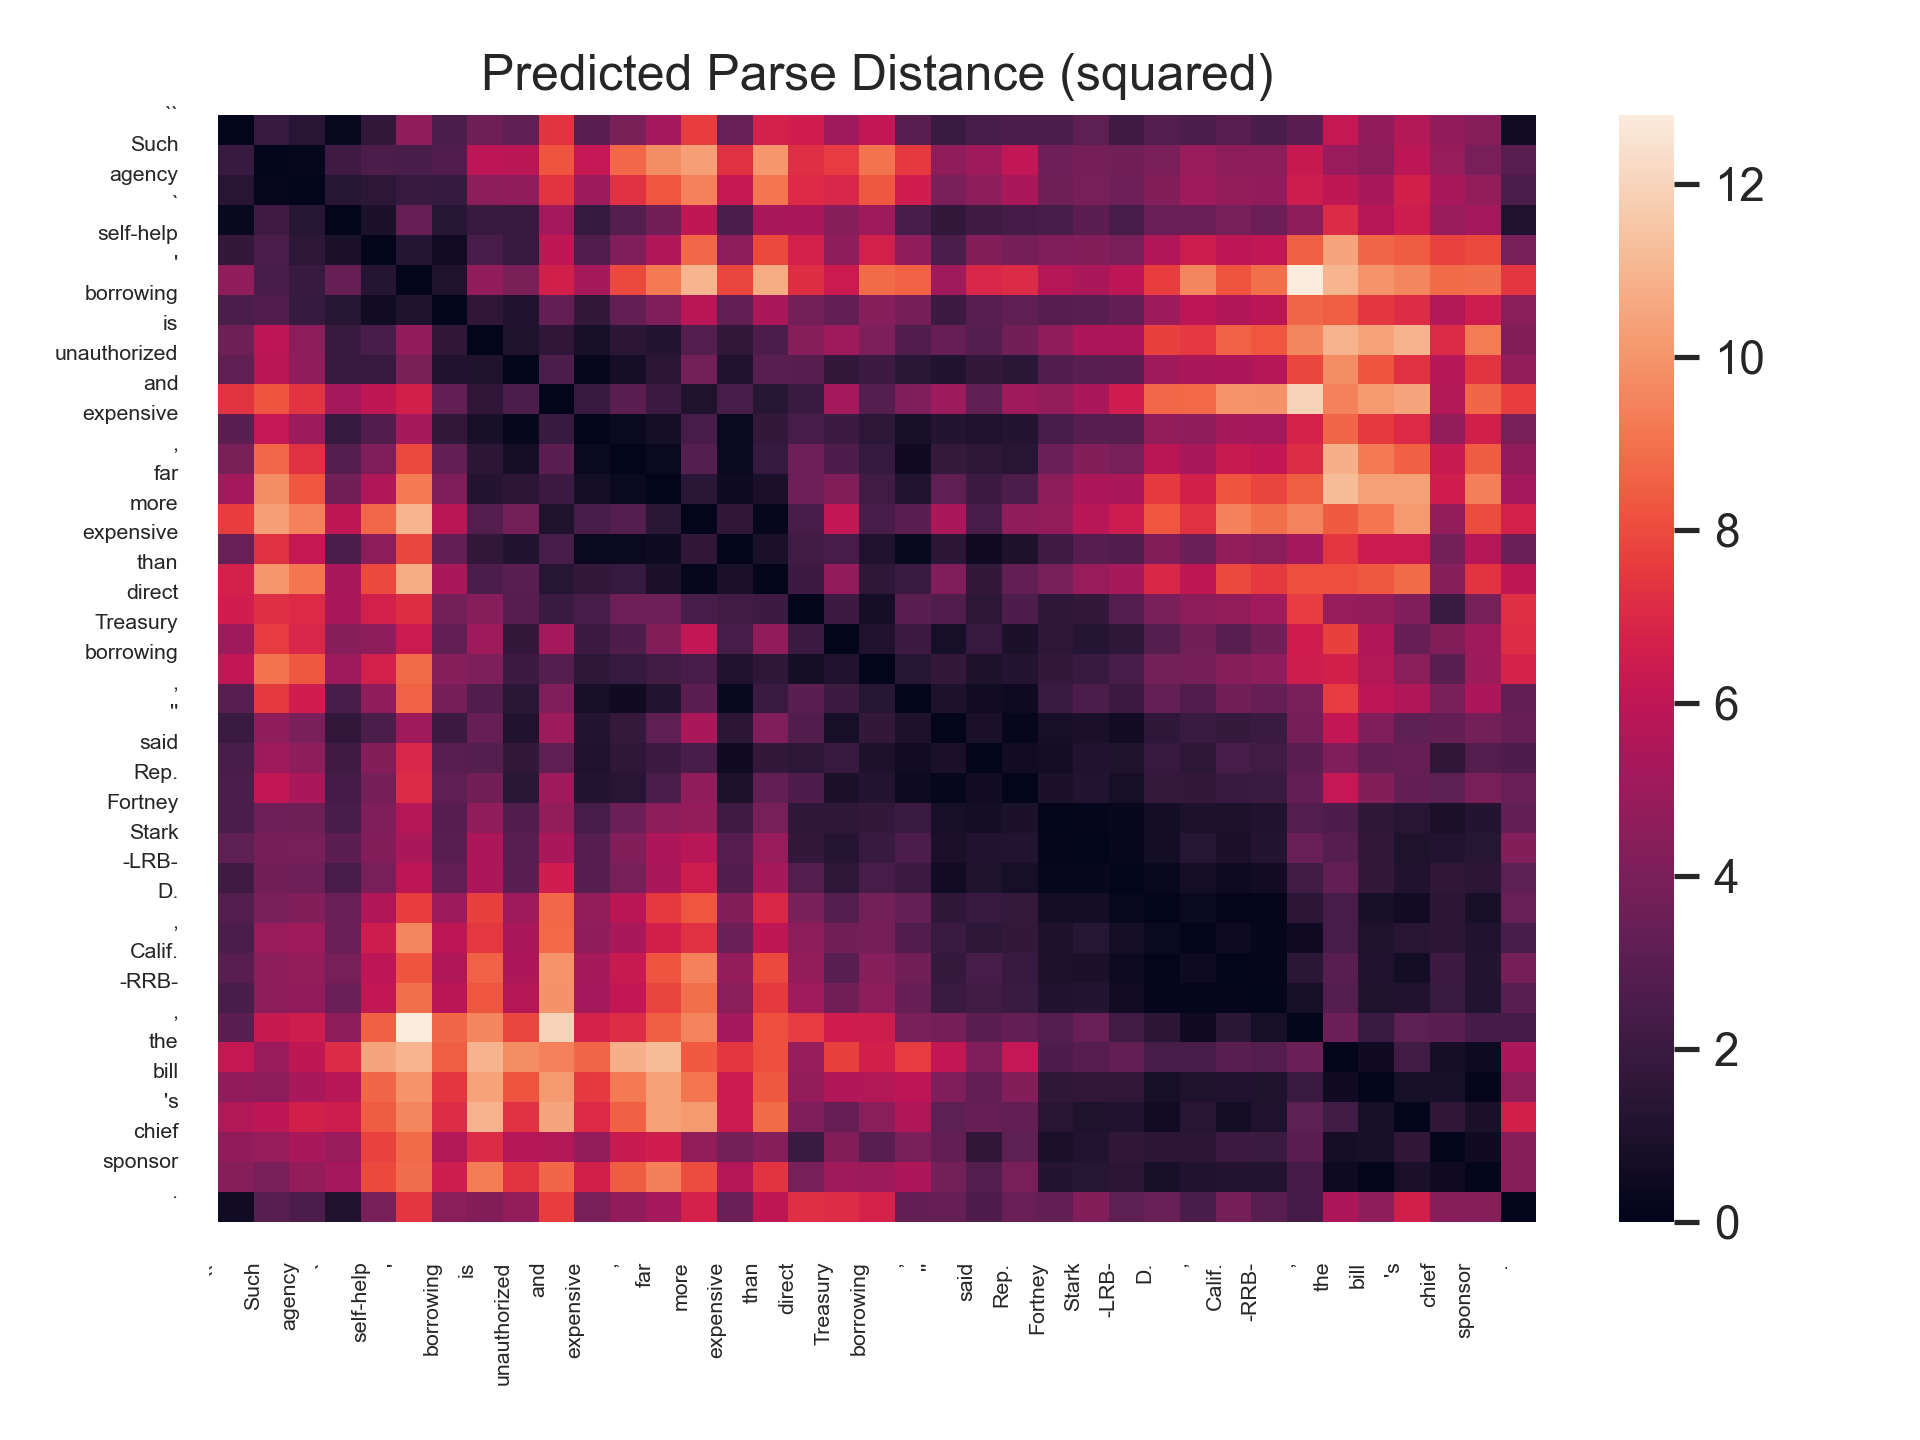 Predicted Parse Distance (squared)
``
Such
agency
`
self-help
'
borrowing
is
unauthorized
and
expensive
,
far
more
expensive
than
direct
Treasury
borrowing
,
''
said
Rep.
Fortney
Stark
-LRB-
D.
,
Calif.
-RRB-
,
the
bill
's
chief
sponsor
.
``
Such
agency
`
self-help
'
borrowing
is
unauthorized
and
expensive
,
far
more
expensive
than
direct
Treasury
borrowing
,
''
said
Rep.
Fortney
Stark
-LRB-
D.
,
Calif.
-RRB-
,
the
bill
's
chief
sponsor
.
12
10
8
6
4
2
0